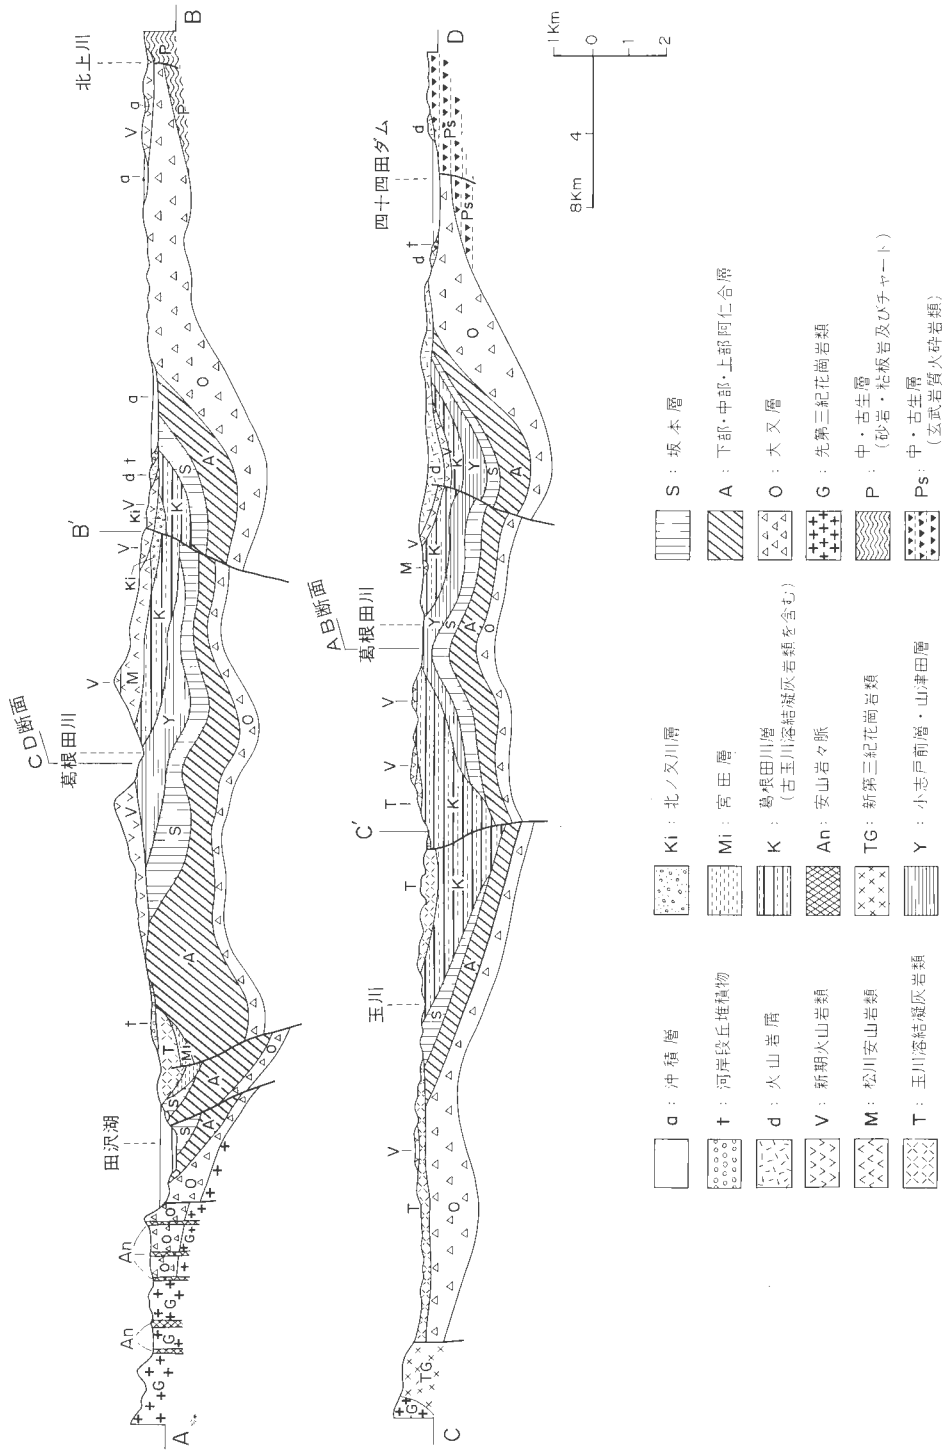 A
An
An
田沢湖
t
V
CD断面
葛根田川
V
B'
Ki
V
Ki
V
d
t
a
a
V
a
北上川
B
G
G
G
O
O
G
O
O
S
S
A
A
T
Mi
A
O
A
S
V
M
Y
K
O
K
S
A
O
P
P
C
玉川
V
T
T
C'
T
V
V
AB断面
葛根田川
M
V
d
V
d
t
四十四田ダム
d
D
G
TG
O
S
A
K
K
K
Y
S
A
O
K
K
Y
S
A
O
Ps
Ps
1Km
0
1
2
8Km
4
a : 沖積層
t : 河岸段丘堆積物
d : 火山岩屑
V : 新期火山岩類
M : 松川安山岩類
T : 玉川溶結凝灰岩類
Ki : 北ノ又川層
Mi : 宮田層
K : 葛根田川層
(古玉川溶結凝灰岩類を含む)
An : 安山岩々脈
TG : 新第三紀花崗岩類
Y : 小志戸前層・山津田層
S : 坂本層
A : 下部・中部・上部阿仁合層
O : 大又層
G : 先第三紀花崗岩類
P : 中・古生層
(砂岩・粘板岩及びチャート)
Ps : 中・古生層
(玄武岩質火砕岩類)